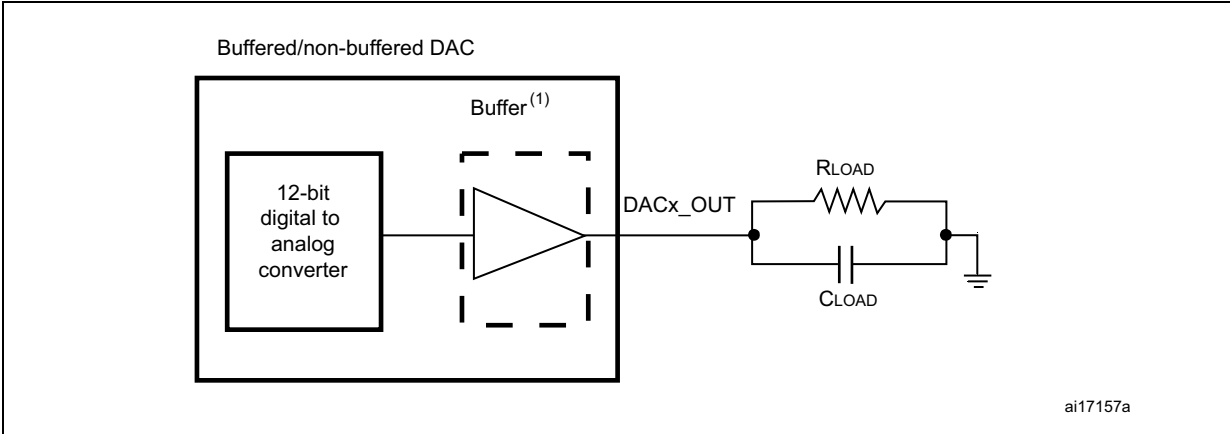 Buffered/non-buffered DAC
Buffer(1)
12-bit
digital to
analog
converter
DACx_OUT
RLOAD
CLOAD
ai17157a